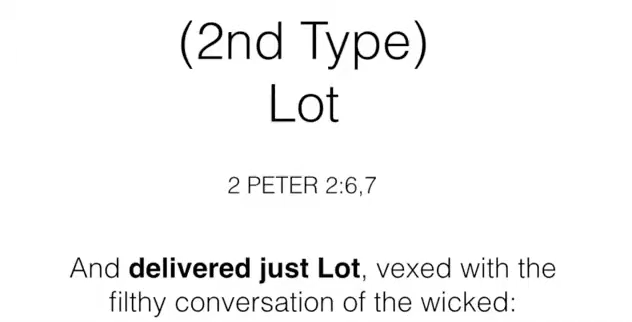 (2nd Type)
Lot
2 PETER 2:6,7
And delivered just Lot, vexed with the
filthy conversation of the wicked: